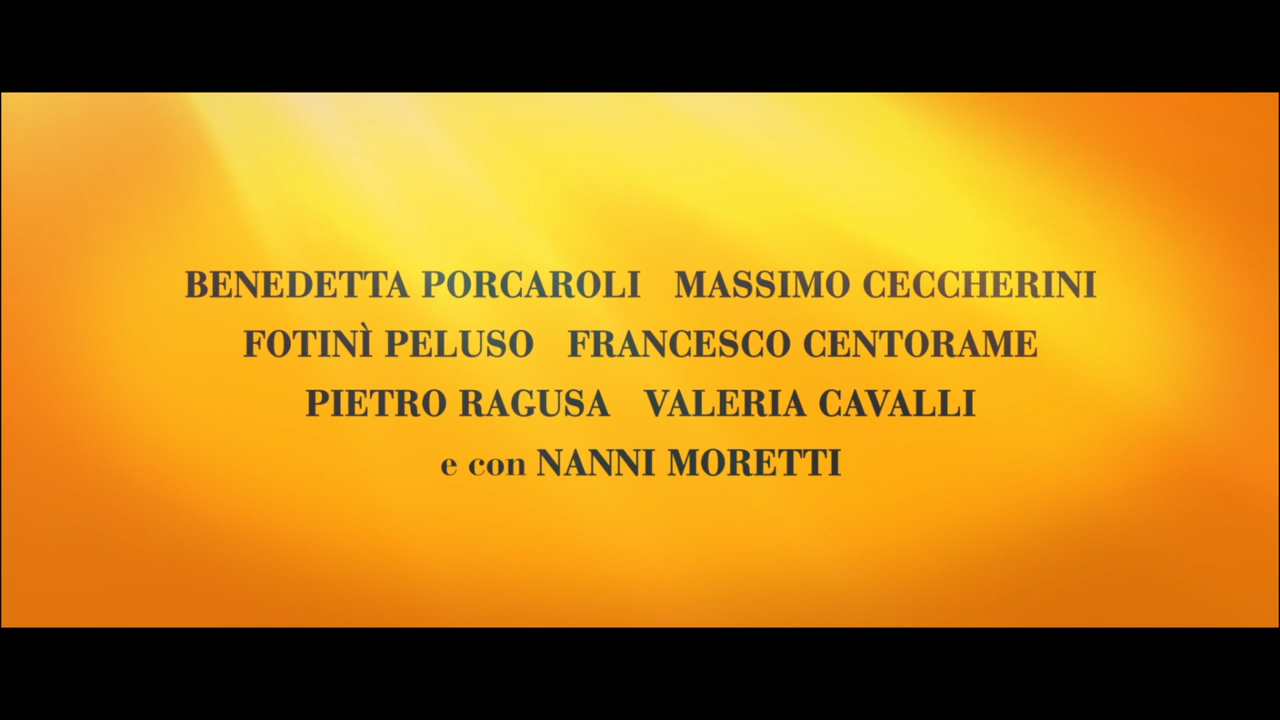 BENEDETTA PORCAROLI MASSIMO CECCHERINI
FOTINÌ PELUSO FRANCESCO CENTORAME
PIETRO RAGUSA VALERIA CAVALLI
e con NANNI MORETTI